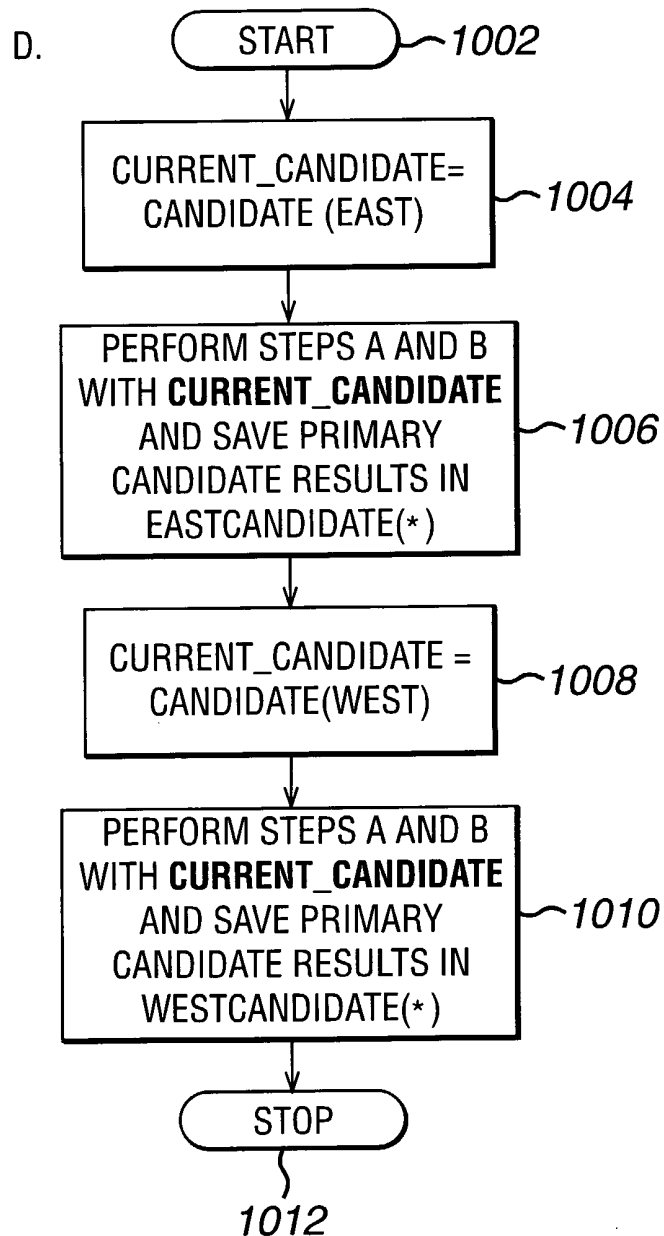 D.
START
1002
CURRENT_CANDIDATE=
CANDIDATE (EAST)
1004
PERFORM STEPS A AND B
WITH CURRENT_CANDIDATE
AND SAVE PRIMARY
CANDIDATE RESULTS IN
EASTCANDIDATE(*)
1006
CURRENT_CANDIDATE =
CANDIDATE(WEST)
1008
PERFORM STEPS A AND B
WITH CURRENT_CANDIDATE
AND SAVE PRIMARY
CANDIDATE RESULTS IN
WESTCANDIDATE(*)
1010
STOP
1012